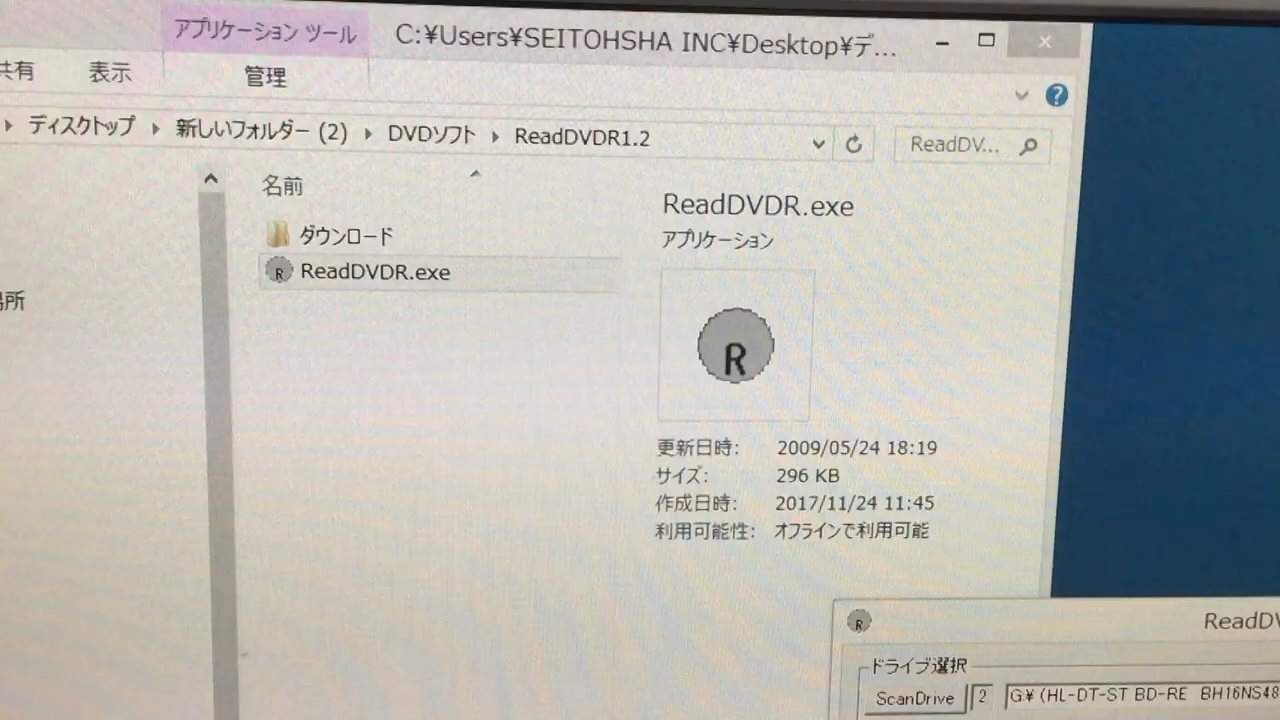 アプリケーション ツール
C:¥Users¥SEITOHSHA INC¥Desktop¥デ...
共有 表示 管理
?
ディスクトップ 新しいフォルダー (2) DVDソフト ReadDVDR1.2
ReadDV...
名前
ダウンロード
R ReadDVDR.exe
場所
ReadDVDR.exe
アプリケーション
R
更新日時: 2009/05/24 18:19
サイズ: 296 KB
作成日時: 2017/11/24 11:45
利用可能性: オフラインで利用可能
R ReadDV
ドライブ選択
ScanDrive 2 G:¥ (HL-DT-ST BD-RE BH16NS48